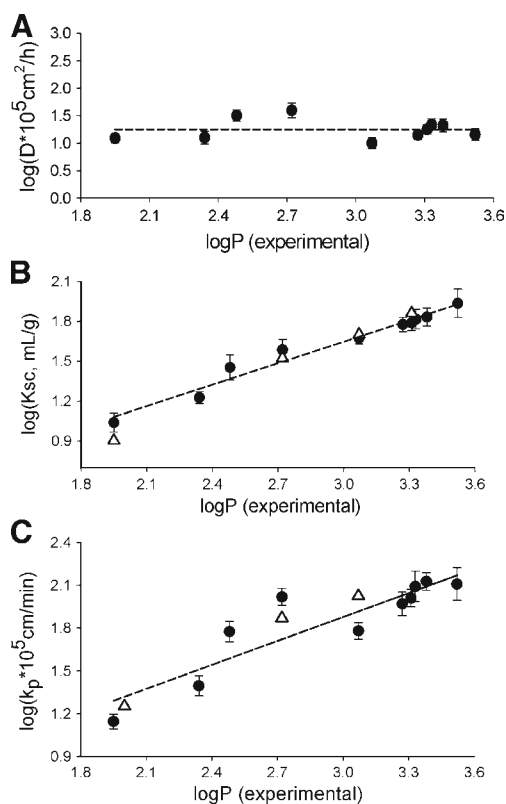 A
log(D*10⁵cm²/h)
3.0
2.5
2.0
1.5
1.0
0.5
0.0
1.8 2.1 2.4 2.7 3.0 3.3 3.6
logP (experimental)
B
log(Ksc, mL/g)
2.1
1.8
1.5
1.2
0.9
1.8 2.1 2.4 2.7 3.0 3.3 3.6
logP (experimental)
C
log(kₚ*10⁵cm/min)
2.4
2.1
1.8
1.5
1.2
0.9
1.8 2.1 2.4 2.7 3.0 3.3 3.6
logP (experimental)